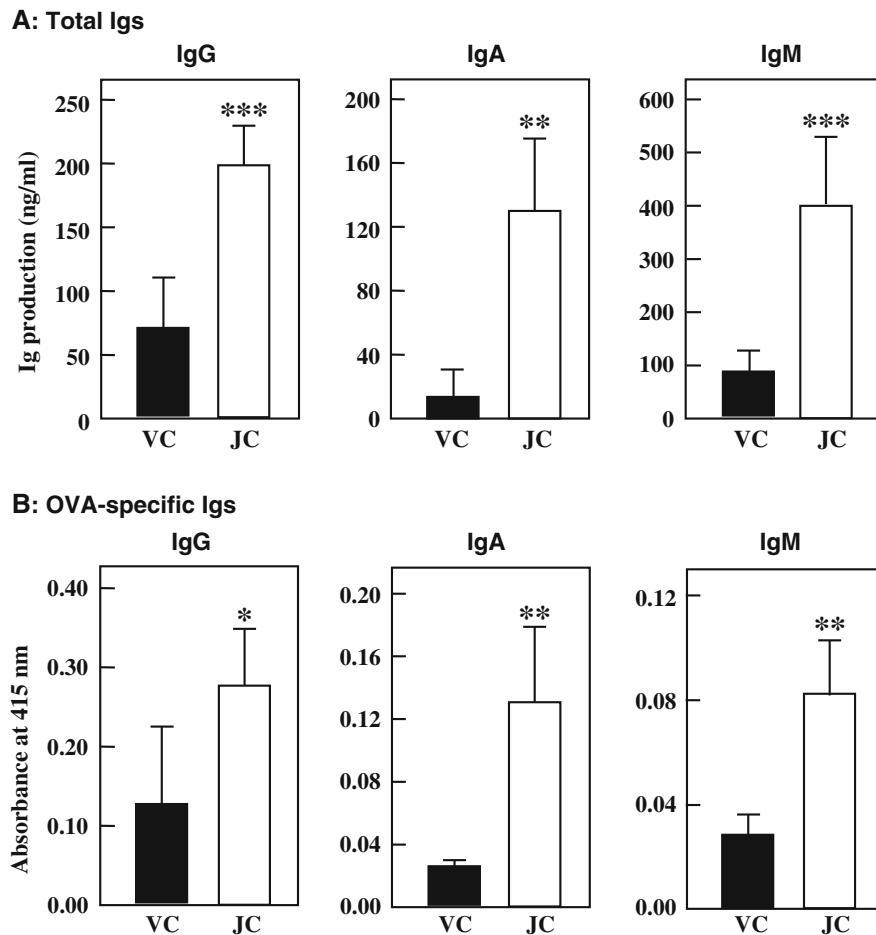 A: Total Igs
IgG
IgA
IgM
Ig production (ng/ml)
250
200
150
100
50
0
***
VC
JC
200
160
120
80
40
0
**
VC
JC
600
500
400
300
200
100
0
***
VC
JC
B: OVA-specific Igs
IgG
IgA
IgM
Absorbance at 415 nm
0.40
0.30
0.20
0.10
0.00
*
VC
JC
0.20
0.16
0.12
0.08
0.04
0.00
**
VC
JC
0.12
0.08
0.04
0.00
**
VC
JC